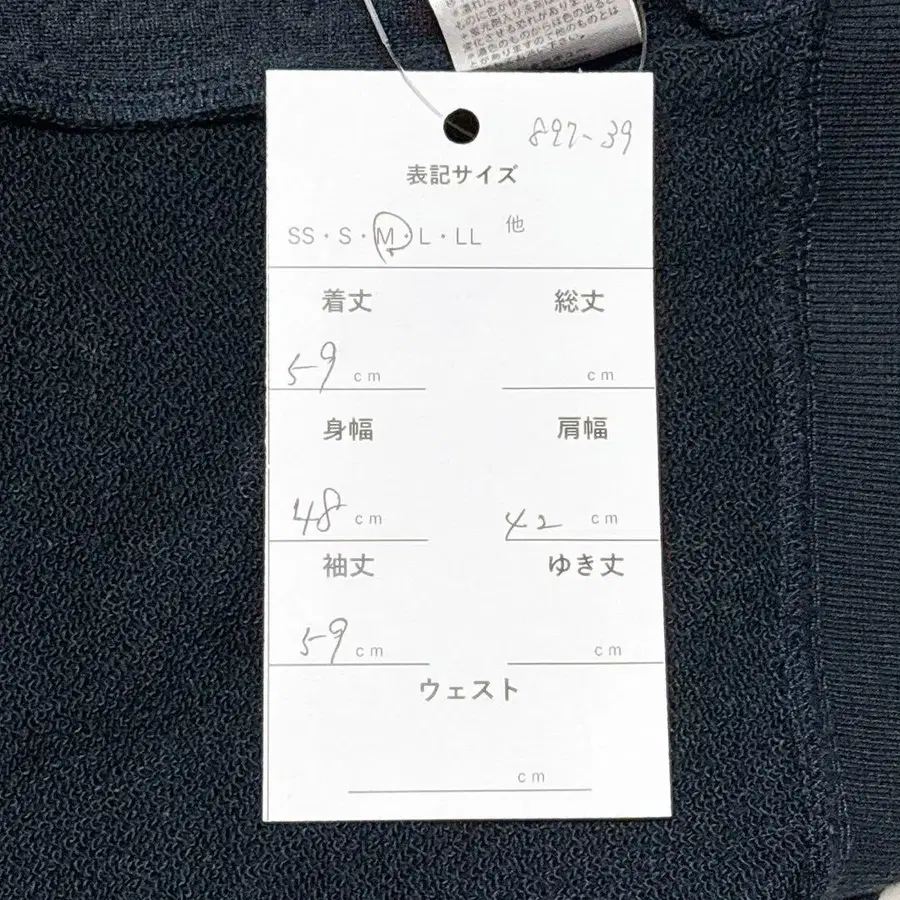 897-39
表記サイズ
SS・S・M・L・LL 他
着丈 総丈
59 cm cm
身幅 肩幅
48 cm 42 cm
袖丈 ゆき丈
59 cm cm
ウェスト
cm